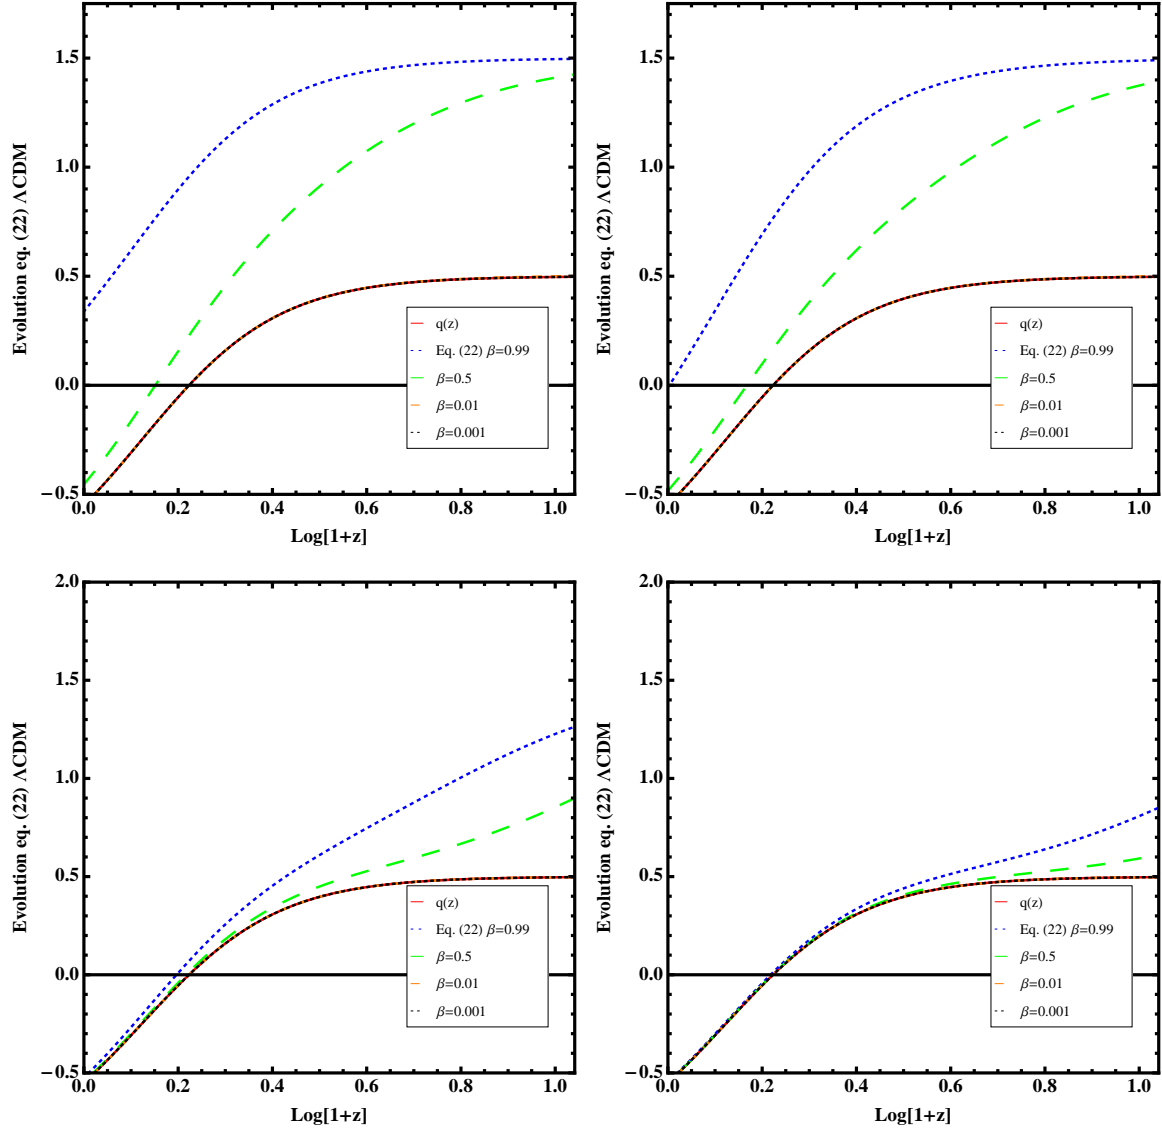 1.5
1.0
0.5
0.0
−0.5
Evolution eq. (22) ΛCDM
q(z)
Eq. (22) β=0.99
β=0.5
β=0.01
β=0.001
0.0 0.2 0.4 0.6 0.8 1.0
Log[1+z]
1.5
1.0
0.5
0.0
−0.5
Evolution eq. (22) ΛCDM
q(z)
Eq. (22) β=0.99
β=0.5
β=0.01
β=0.001
0.0 0.2 0.4 0.6 0.8 1.0
Log[1+z]
2.0
1.5
1.0
0.5
0.0
−0.5
Evolution eq. (22) ΛCDM
q(z)
Eq. (22) β=0.99
β=0.5
β=0.01
β=0.001
0.0 0.2 0.4 0.6 0.8 1.0
Log[1+z]
2.0
1.5
1.0
0.5
0.0
−0.5
Evolution eq. (22) ΛCDM
q(z)
Eq. (22) β=0.99
β=0.5
β=0.01
β=0.001
0.0 0.2 0.4 0.6 0.8 1.0
Log[1+z]